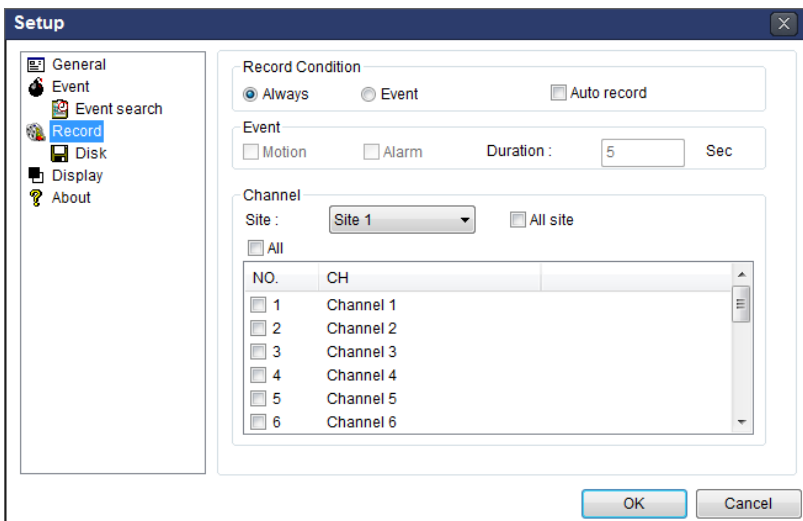 Setup
General
Event
Event search
Record
Disk
Display
About
Record Condition
Always Event Auto record
Event
Motion Alarm Duration : 5 Sec
Channel
Site : Site 1 All site
All
NO. CH
1 Channel 1
2 Channel 2
3 Channel 3
4 Channel 4
5 Channel 5
6 Channel 6
OK Cancel